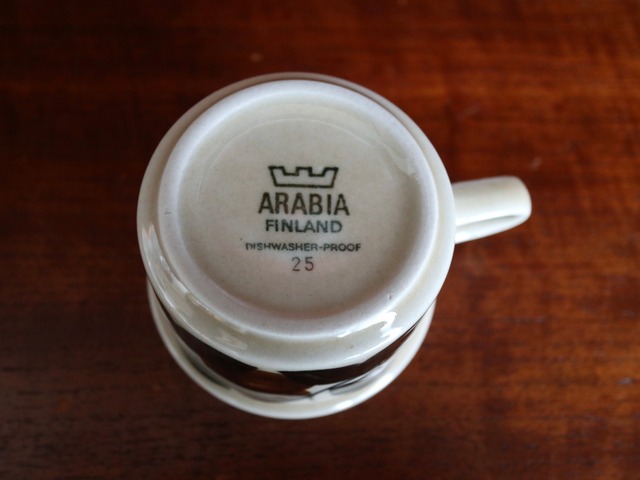 ARABIA
FINLAND
DISHWASHER-PROOF
25